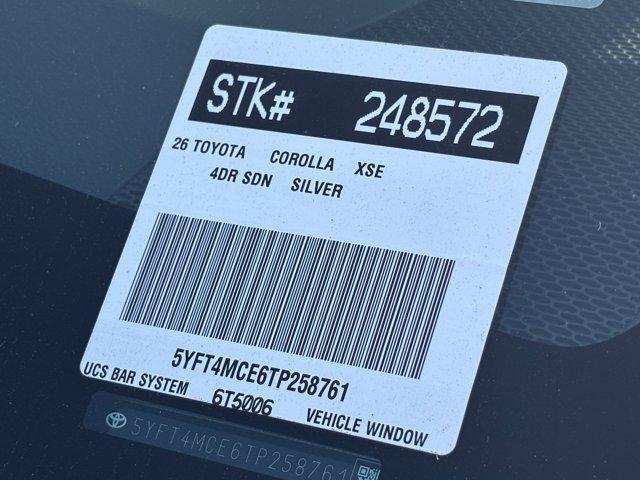 STK# 248572
26 TOYOTA COROLLA XSE
4DR SDN SILVER
5YFT4MCE6TP258761
UCS BAR SYSTEM 6T5006 VEHICLE WINDOW
5YFT4MCE6TP258761